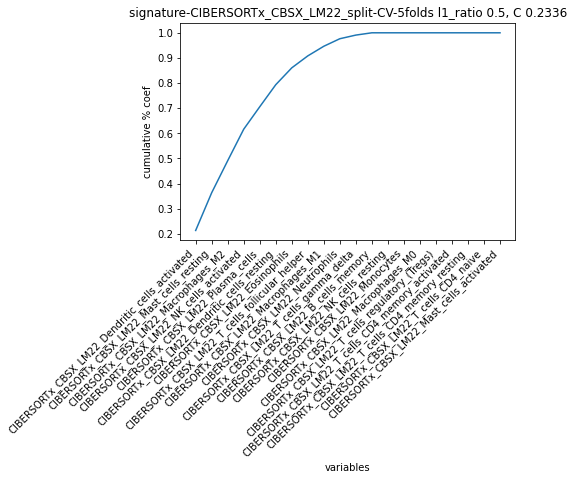 signature-CIBERSORTx_CBSX_LM22_split-CV-5folds l1_ratio 0.5, C 0.2336
cumulative % coef
1.0
0.9
0.8
0.7
0.6
0.5
0.4
0.3
0.2
CIBERSORTx_CBSX_LM22_Dendritic_cells_activated
CIBERSORTx_CBSX_LM22_Mast_cells_resting
CIBERSORTx_CBSX_LM22_Macrophages_M2
CIBERSORTx_CBSX_LM22_NK_cells_activated
CIBERSORTx_CBSX_LM22_Plasma_cells
CIBERSORTx_CBSX_LM22_Dendritic_cells_resting
CIBERSORTx_CBSX_LM22_Eosinophils
CIBERSORTx_CBSX_LM22_T_cells_follicular_helper
CIBERSORTx_CBSX_LM22_Macrophages_M1
CIBERSORTx_CBSX_LM22_Neutrophils
CIBERSORTx_CBSX_LM22_T_cells_gamma_delta
CIBERSORTx_CBSX_LM22_B_cells_memory
CIBERSORTx_CBSX_LM22_NK_cells_resting
CIBERSORTx_CBSX_LM22_Monocytes
CIBERSORTx_CBSX_LM22_Macrophages_M0
CIBERSORTx_CBSX_LM22_T_cells_regulatory_(Tregs)
CIBERSORTx_CBSX_LM22_T_cells_CD4_memory_activated
CIBERSORTx_CBSX_LM22_T_cells_CD4_memory_resting
CIBERSORTx_CBSX_LM22_T_cells_CD4_naive
CIBERSORTx_CBSX_LM22_Mast_cells_activated
variables